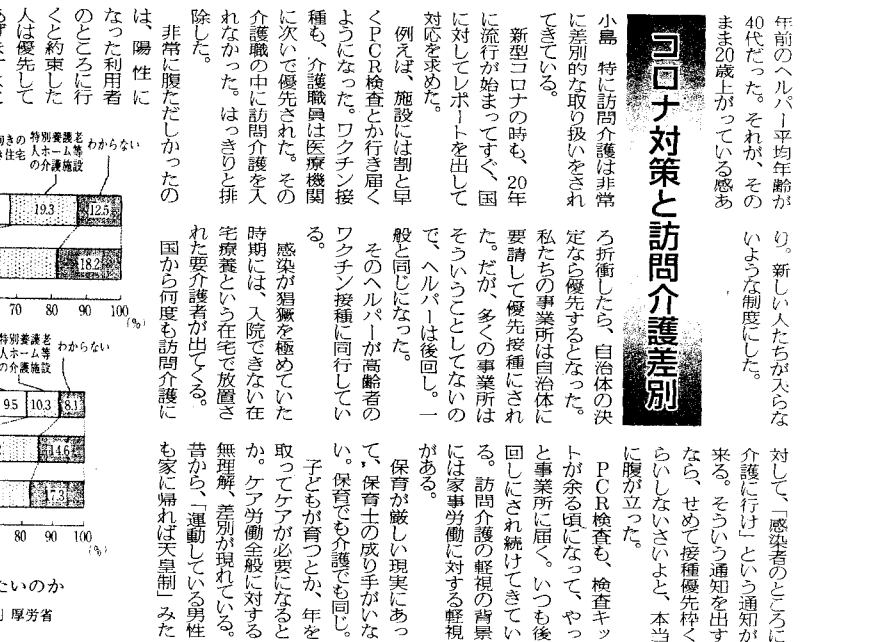 年前のヘルパー平均年齢が
40代だった。それが、その
まま20歳上がっている感あ
り。新しい人たちが入らな
いような制度にした。
コロナ対策と訪問介護差別
小島　特に訪問介護は非常
に差別的な取り扱いをされ
てきている。
新型コロナの時も、20年
に流行が始まってすぐ、国
に対してレポートを出して
対応を求めた。
例えば、施設には割と早
くPCR検査とか行き届く
ようになった。ワクチン接
種も、介護職員は医療機関
に次いで優先された。その
介護職の中に訪問介護を入
れなかった。はっきりと排
除した。
非常に腹ただしかったの
は、陽性に
なった利用者
のところに行
くと約束した
人は優先して
ろ折衝したら、自治体の決
定なら優先するとなった。
私たちの事業所は自治体に
要請して優先接種にされ
た。だが、多くの事業所は
そういうことしてないの
で、ヘルパーは後回し。一
般と同じになった。
そのヘルパーが高齢者の
ワクチン接種に同行してい
る。
感染が猖獗を極めていた
時期には、入院できない在
宅療養という在宅で放置さ
れた要介護者が出てくる。
国から何度も訪問介護に
対して、「感染者のところに
介護に行け」という通知が
来る。そういう通知を出す
なら、せめて接種優先枠く
らいしないさいよと、本当
に腹が立った。
PCR検査も、検査キッ
トが余る頃になって、やっ
と事業所に届く。いつも後
回しにされ続けてきてい
る。訪問介護の軽視の背景
には家事労働に対する軽視
がある。
保育が厳しい現実にあっ
て、保育士の成り手がいな
い。保育でも介護でも同じ。
子どもが育つとか、年を
取ってケアが必要になると
か。ケア労働全般に対する
無理解、差別が現れている。
昔から、「運動している男性
も家に帰れば天皇制」みた
向きの
住宅
特別養護老
人ホーム等
の介護施設
わからない
19.3 12.5
18.2
70 80 90 100
(%)
特別養護老
人ホーム等
の介護施設
わからない
9.5 10.3 8.1
14.6
17.3
80 90 100
(%)
たいのか
厚労省